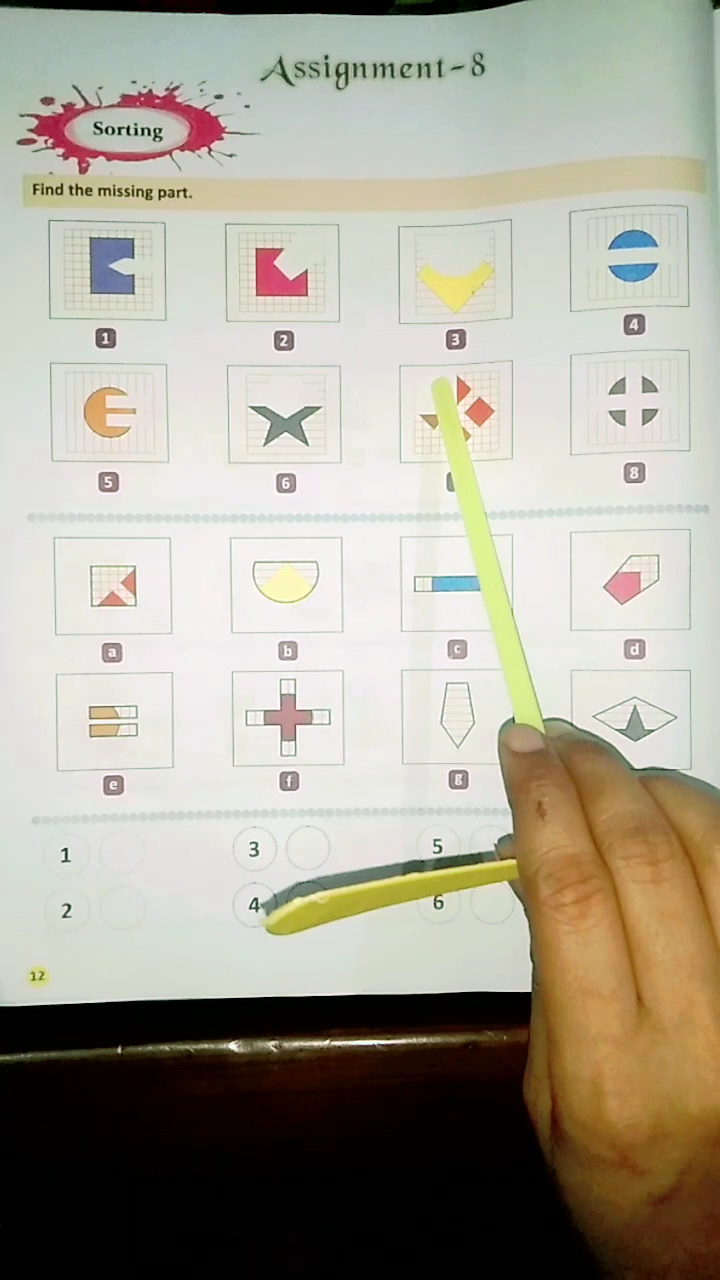 Assignment-8
Sorting
Find the missing part.
1 2 3 4
5 6 8
a b c d
e f g
1 3 5
2 4 6
12